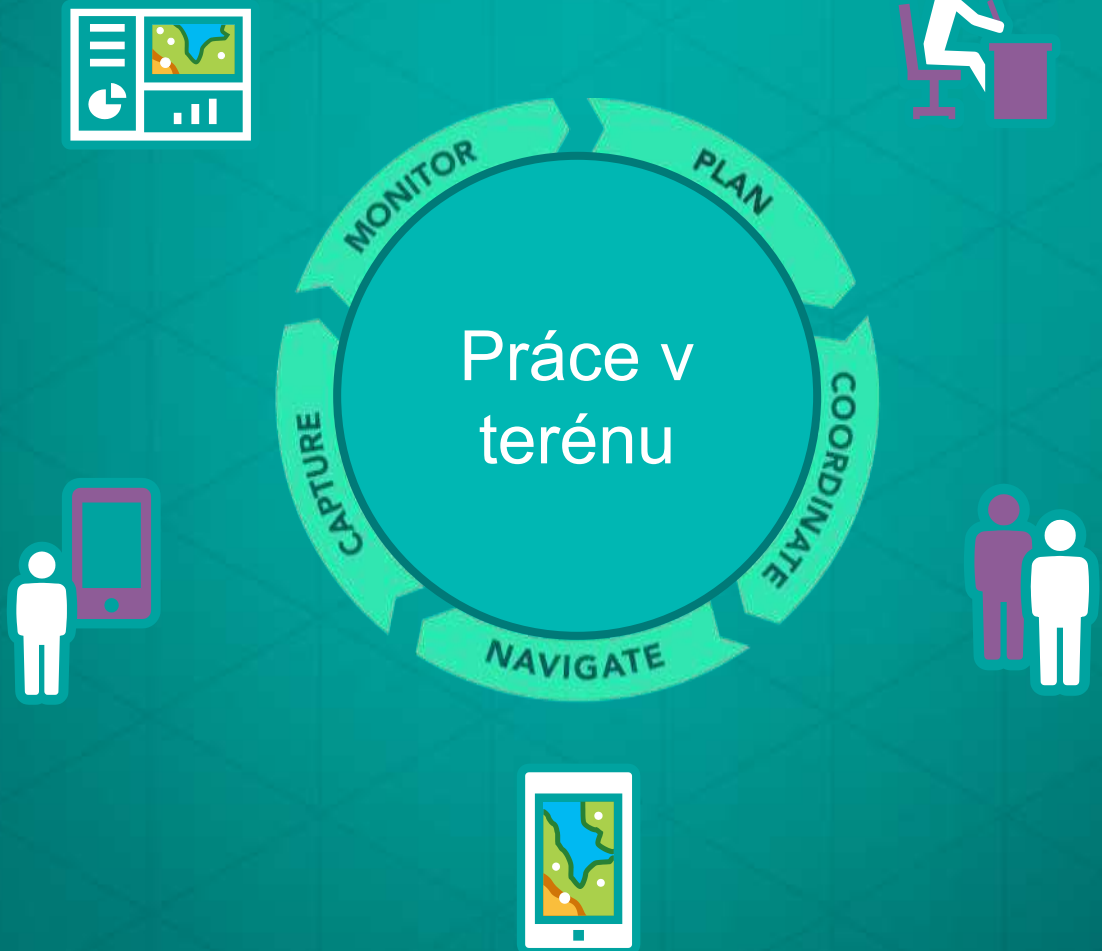 MONITOR
PLAN
Práce v
terénu
COORDINATE
CAPTURE
NAVIGATE